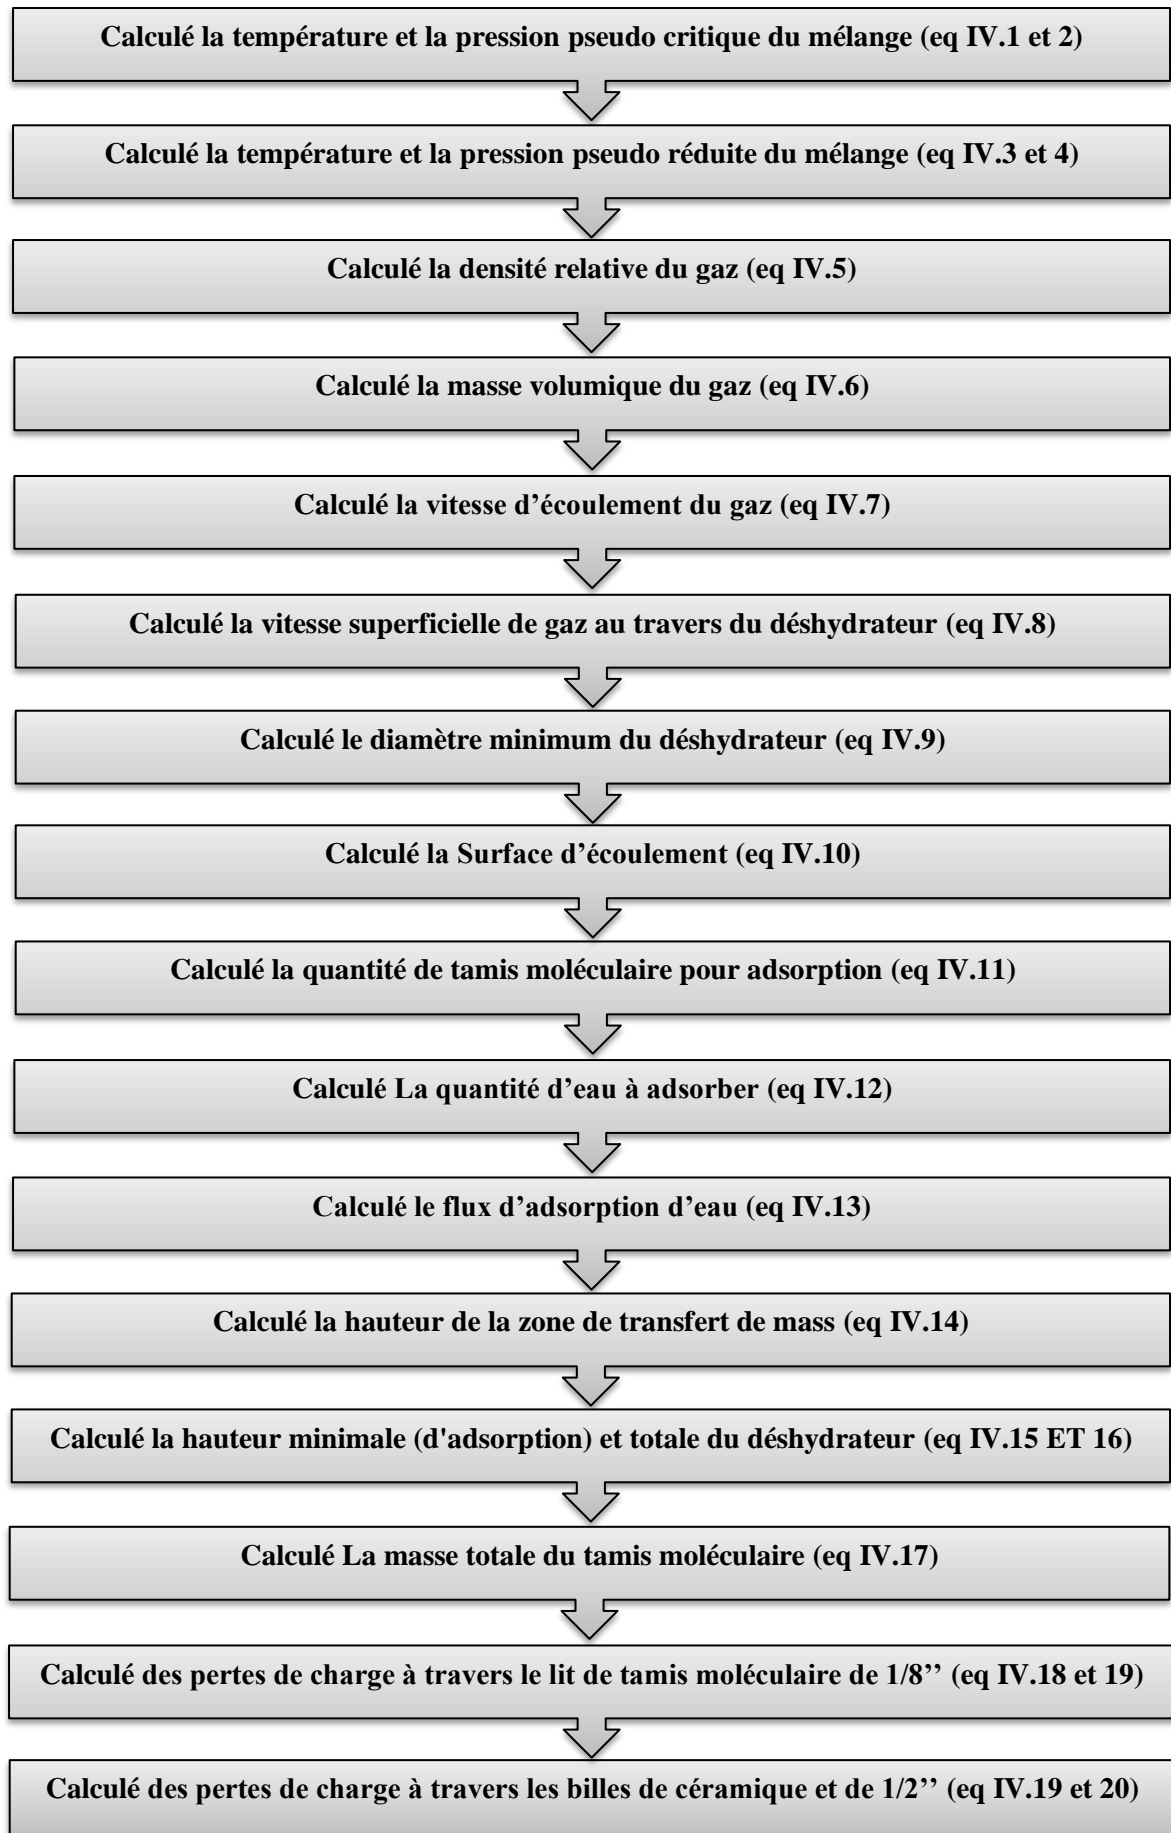 Calculé la température et la pression pseudo critique du mélange (eq IV.1 et 2)
Calculé la température et la pression pseudo réduite du mélange (eq IV.3 et 4)
Calculé la densité relative du gaz (eq IV.5)
Calculé la masse volumique du gaz (eq IV.6)
Calculé la vitesse d’écoulement du gaz (eq IV.7)
Calculé la vitesse superficielle de gaz au travers du déshydrateur (eq IV.8)
Calculé le diamètre minimum du déshydrateur (eq IV.9)
Calculé la Surface d’écoulement (eq IV.10)
Calculé la quantité de tamis moléculaire pour adsorption (eq IV.11)
Calculé La quantité d’eau à adsorber (eq IV.12)
Calculé le flux d’adsorption d’eau (eq IV.13)
Calculé la hauteur de la zone de transfert de mass (eq IV.14)
Calculé la hauteur minimale (d'adsorption) et totale du déshydrateur (eq IV.15 ET 16)
Calculé La masse totale du tamis moléculaire (eq IV.17)
Calculé des pertes de charge à travers le lit de tamis moléculaire de 1/8’’ (eq IV.18 et 19)
Calculé des pertes de charge à travers les billes de céramique et de 1/2’’ (eq IV.19 et 20)